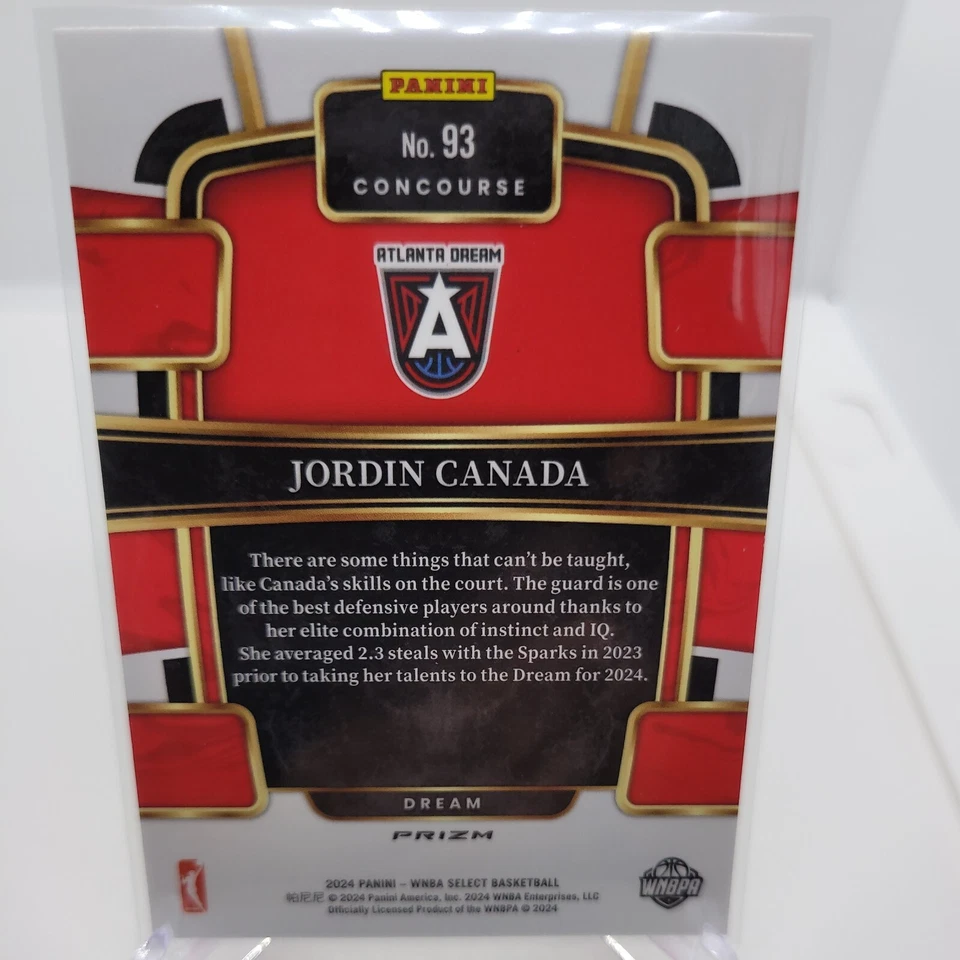 PANINI
No. 93
CONCOURSE
ATLANTA DREAM
A
JORDIN CANADA
There are some things that can't be taught,
like Canada's skills on the court. The guard is one
of the best defensive players around thanks to
her elite combination of instinct and IQ.
She averaged 2.3 steals with the Sparks in 2023
prior to taking her talents to the Dream for 2024.
DREAM
PRIZM
2024 PANINI – WNBA SELECT BASKETBALL
帕尼尼 © 2024 Panini America, Inc. 2024 WNBA Enterprises, LLC
Officially Licensed Product of the WNBPA © 2024
WNBPA